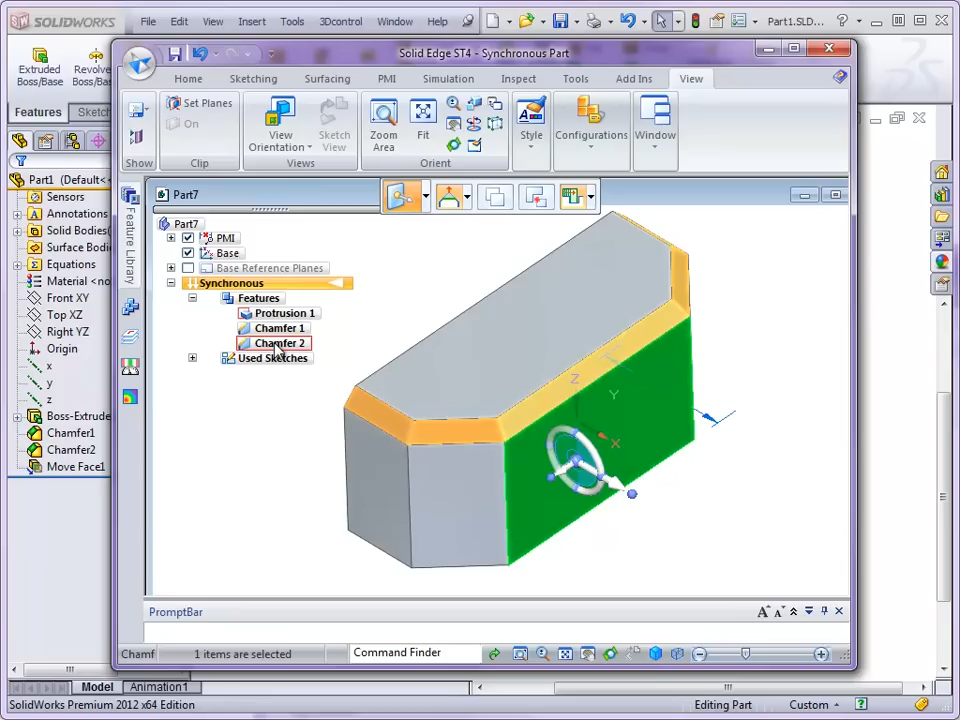 SOLIDWORKS File Edit View Insert Tools 3Dcontrol Window Help Part1.SLD...
Solid Edge ST4 - Synchronous Part
Extruded Boss/Base
Revolve Boss/Bas
Features Sketch
Home Sketching Surfacing PMI Simulation Inspect Tools Add Ins View
Set Planes
On
View Orientation
Sketch View
Zoom Area
Fit
Style
Configurations
Window
Show Clip Views Orient
Part1 (Default<
Sensors
Annotations
Solid Bodies
Surface Bodi
Equations
Material <no
Front XY
Top XZ
Right YZ
Origin
x
y
z
Boss-Extrude
Chamfer1
Chamfer2
Move Face1
Feature Library
Part7
Part7
PMI
Base
Base Reference Planes
Synchronous
Features
Protrusion 1
Chamfer 1
Chamfer 2
Used Sketches
Z
Y
X
PromptBar
Chamf 1 items are selected Command Finder
Model Animation1
SolidWorks Premium 2012 x64 Edition Editing Part Custom